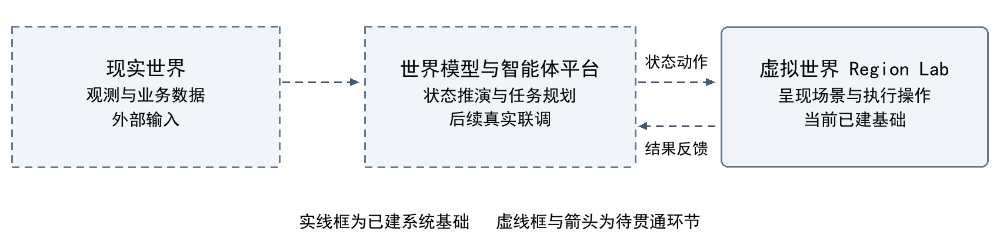 现实世界
观测与业务数据
外部输入
世界模型与智能体平台
状态推演与任务规划
后续真实联调
状态动作
结果反馈
虚拟世界 Region Lab
呈现场景与执行操作
当前已建基础
实线框为已建系统基础 虚线框与箭头为待贯通环节